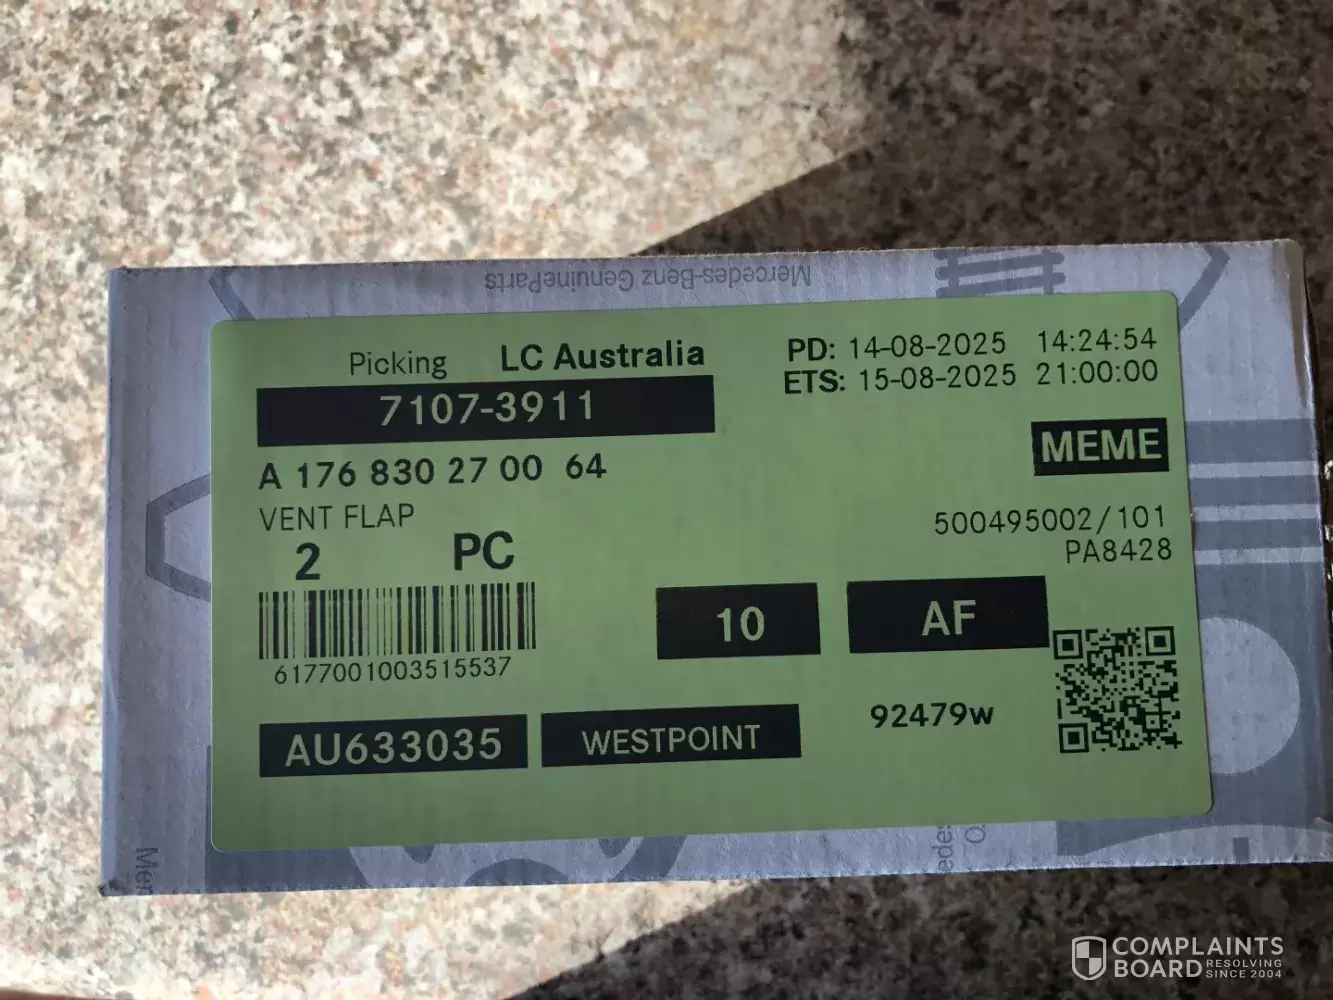 Mercedes-Benz GenuineParts
Picking LC Australia
7107-3911
PD: 14-08-2025 14:24:54
ETS: 15-08-2025 21:00:00
MEME
A 176 830 27 00 64
VENT FLAP
2 PC
500495002/101
PA8428
6177001003515537
10
AF
AU633035
WESTPOINT
92479w
COMPLAINTS
BOARD RESOLVING
SINCE 2004